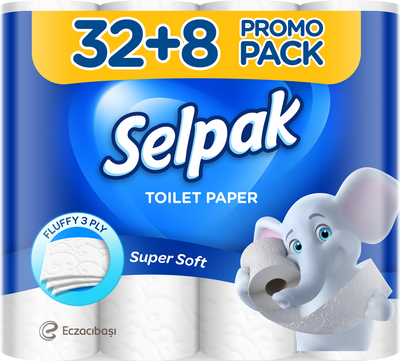 32+8 PROMO
PACK
Selpak
TOILET PAPER
FLUFFY 3 PLY
Super Soft
Eczacıbaşı